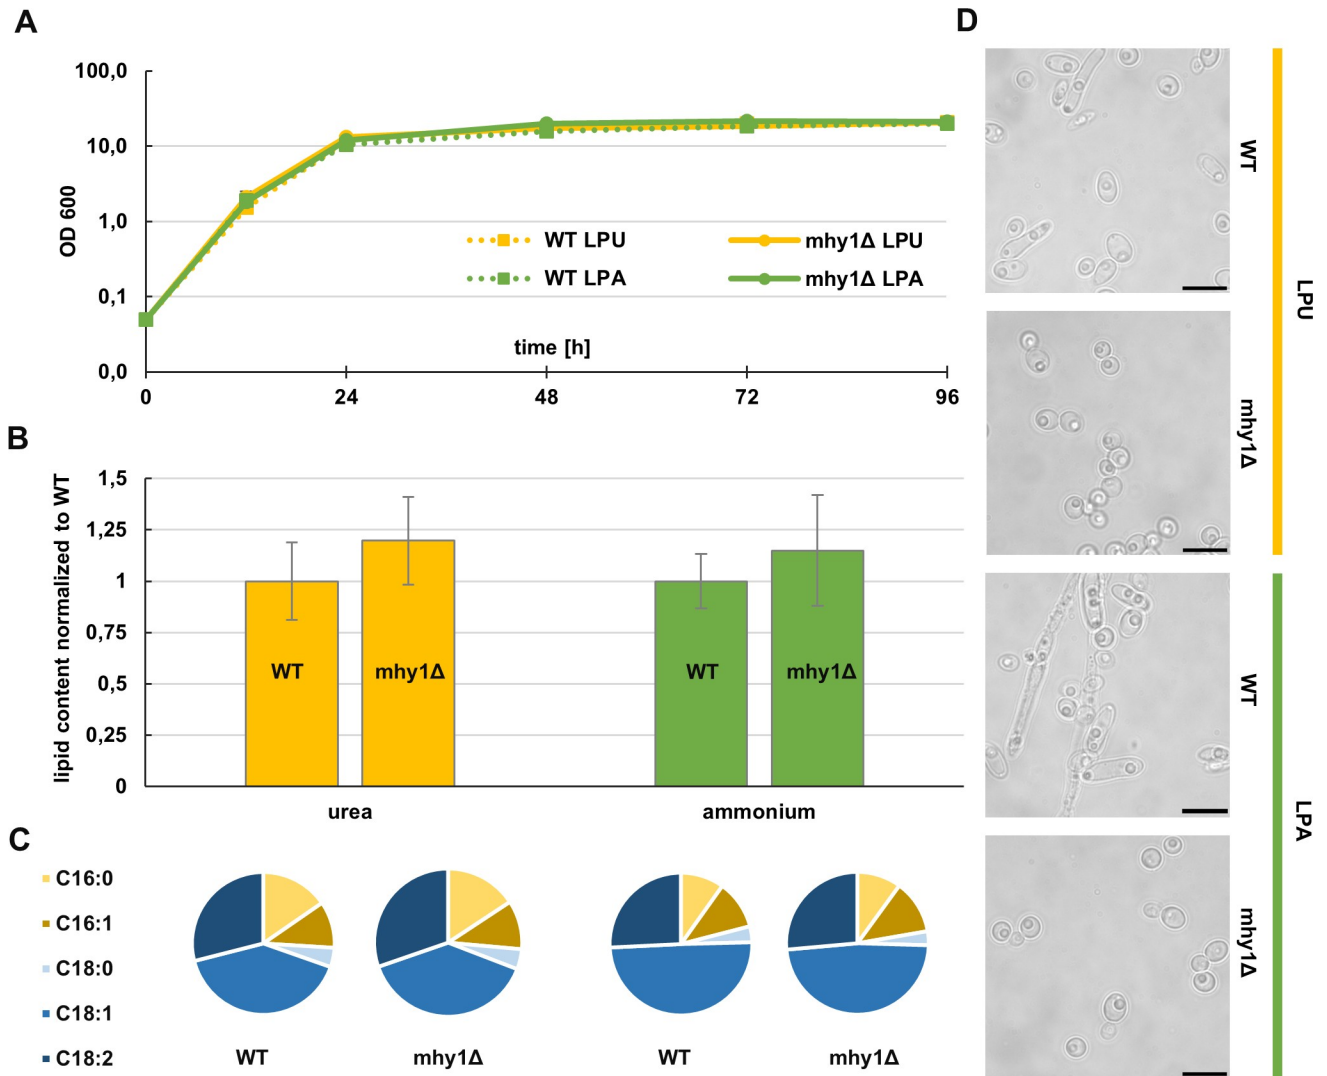 A
100,0
10,0
1,0
0,1
0,0
OD 600
WT LPU
mhy1Δ LPU
WT LPA
mhy1Δ LPA
time [h]
0
24
48
72
96
B
lipid content normalized to WT
1,5
1,25
1
0,75
0,5
0,25
0
WT
mhy1Δ
WT
mhy1Δ
urea
ammonium
C
C16:0
C16:1
C18:0
C18:1
C18:2
WT
mhy1Δ
WT
mhy1Δ
D
WT
mhy1Δ
LPU
WT
mhy1Δ
LPA